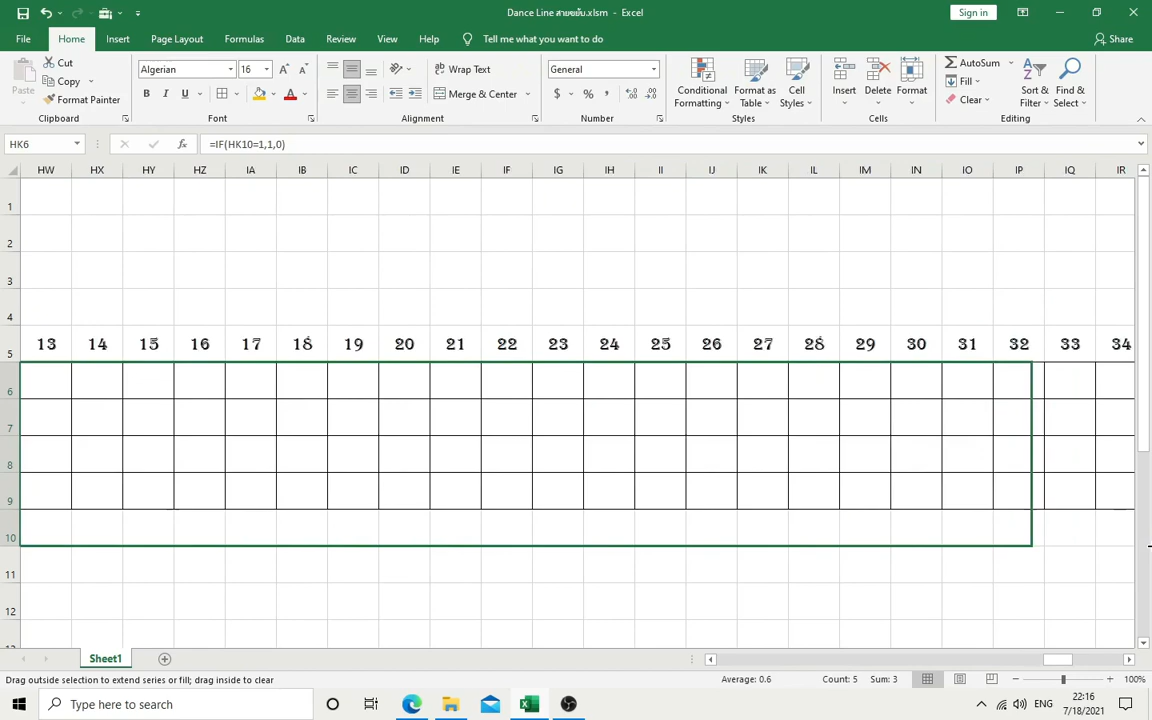 Dance Line สายขยับ.xlsm - Excel
Sign in
File Home Insert Page Layout Formulas Data Review View Help Tell me what you want to do Share
Paste
Cut
Copy
Format Painter
Clipboard
Algerian 16
B I U
Font
Wrap Text
Merge & Center
Alignment
General
$ % ,
Number
Conditional Formatting
Format as Table
Cell Styles
Styles
Insert Delete Format
Cells
AutoSum
Fill
Clear
Sort & Filter
Find & Select
Editing
HK6 fx =IF(HK10=1,1,0)
HW HX HY HZ IA IB IC ID IE IF IG IH II IJ IK IL IM IN IO IP IQ IR
1
2
3
4
5 13 14 15 16 17 18 19 20 21 22 23 24 25 26 27 28 29 30 31 32 33 34
6
7
8
9
10
11
12
Sheet1
Drag outside selection to extend series or fill; drag inside to clear Average: 0.6 Count: 5 Sum: 3 100%
Type here to search
ENG
22:16
7/18/2021